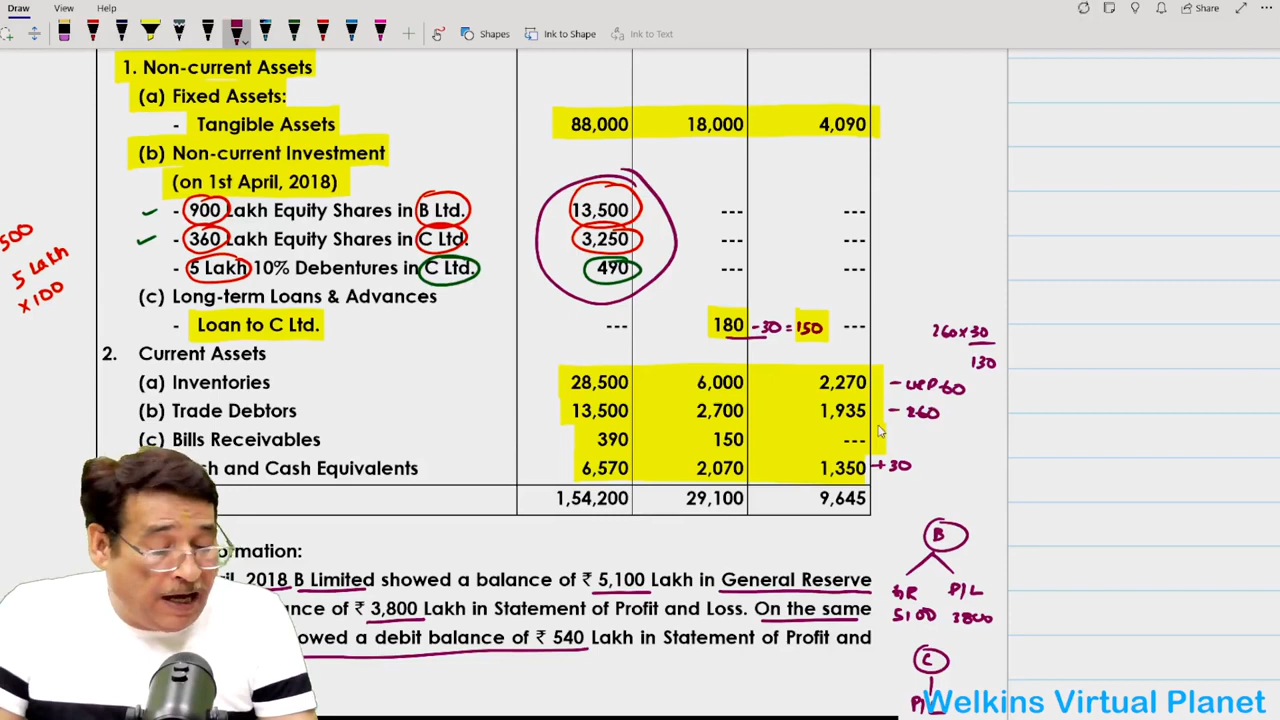 Draw View Help
Share
Shapes Ink to Shape Ink to Text
1. Non-current Assets
(a) Fixed Assets:
- Tangible Assets 88,000 18,000 4,090
(b) Non-current Investment
(on 1st April, 2018)
- 900 Lakh Equity Shares in B Ltd. 13,500 --- ---
- 360 Lakh Equity Shares in C Ltd. 3,250 --- ---
- 5 Lakh 10% Debentures in C Ltd. 490 --- ---
500
5 Lakh
×100
(c) Long-term Loans & Advances
- Loan to C Ltd. --- 180 -30 = 150 ---
260×30
130
2. Current Assets
(a) Inventories 28,500 6,000 2,270 - URP 60
(b) Trade Debtors 13,500 2,700 1,935 - 260
(c) Bills Receivables 390 150 ---
and Cash Equivalents 6,570 2,070 1,350 +30
1,54,200 29,100 9,645
2018 B Limited showed a balance of ₹ 5,100 Lakh in General Reserve
of ₹ 3,800 Lakh in Statement of Profit and Loss. On the same
a debit balance of ₹ 540 Lakh in Statement of Profit and
B
GR P/L
5100 3800
C
P/L
Welkins Virtual Planet